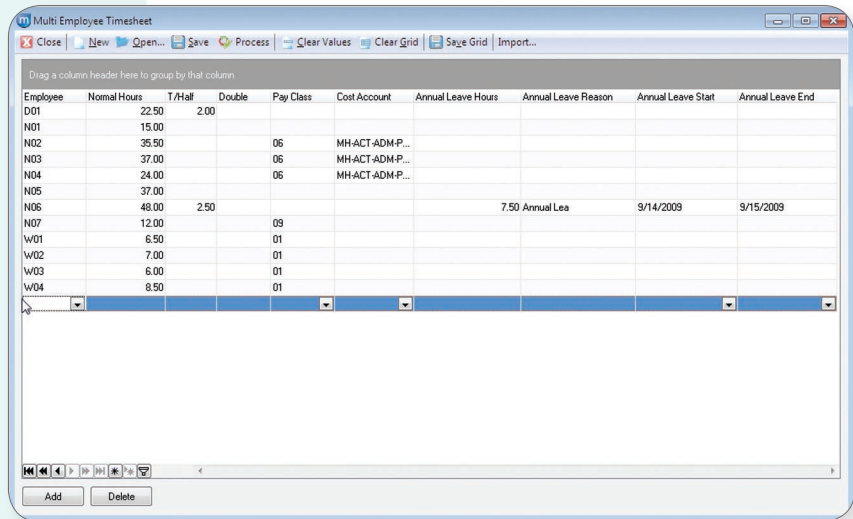 Multi Employee Timesheet
Close New Open... Save Process Clear Values Clear Grid Save Grid Import...
Drag a column header here to group by that column
Employee Normal Hours T/Half Double Pay Class Cost Account Annual Leave Hours Annual Leave Reason Annual Leave Start Annual Leave End
D01 22.50 2.00
N01 15.00
N02 35.50 06 MH-ACT-ADM-P...
N03 37.00 06 MH-ACT-ADM-P...
N04 24.00 06 MH-ACT-ADM-P...
N05 37.00
N06 48.00 2.50 7.50 Annual Lea 9/14/2009 9/15/2009
N07 12.00 09
W01 6.50 01
W02 7.00 01
W03 6.00 01
W04 8.50 01
Add Delete